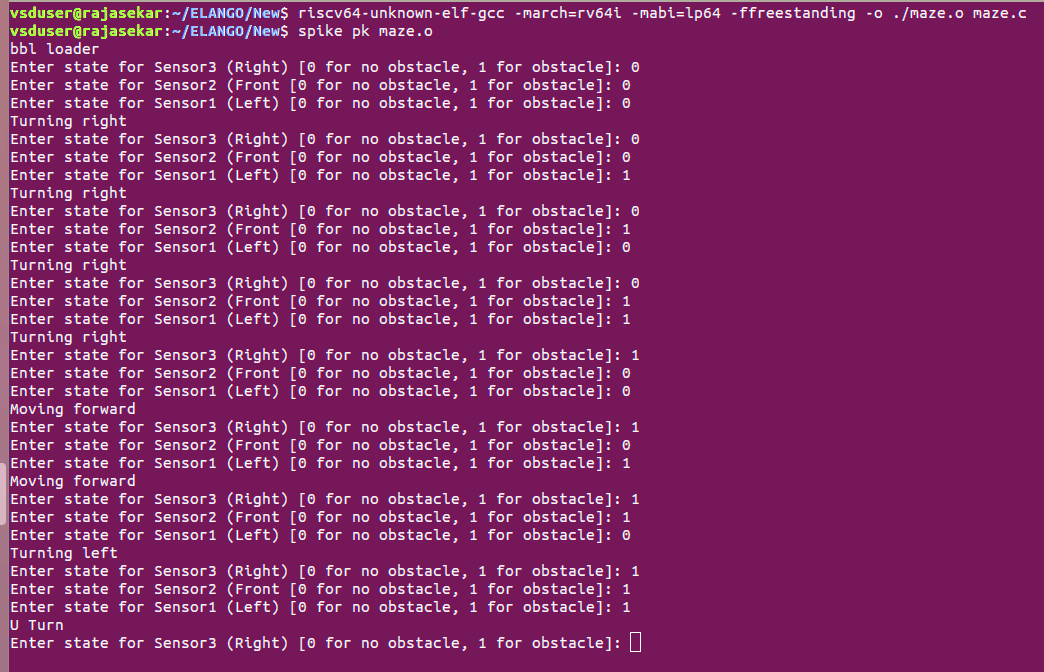 vsduser@rajasekar:~/ELANGO/New$ riscv64-unknown-elf-gcc -march=rv64i -mabi=lp64 -ffreestanding -o ./maze.o maze.c
vsduser@rajasekar:~/ELANGO/New$ spike pk maze.o
bbl loader
Enter state for Sensor3 (Right) [0 for no obstacle, 1 for obstacle]: 0
Enter state for Sensor2 (Front [0 for no obstacle, 1 for obstacle]: 0
Enter state for Sensor1 (Left) [0 for no obstacle, 1 for obstacle]: 0
Turning right
Enter state for Sensor3 (Right) [0 for no obstacle, 1 for obstacle]: 0
Enter state for Sensor2 (Front [0 for no obstacle, 1 for obstacle]: 0
Enter state for Sensor1 (Left) [0 for no obstacle, 1 for obstacle]: 1
Turning right
Enter state for Sensor3 (Right) [0 for no obstacle, 1 for obstacle]: 0
Enter state for Sensor2 (Front [0 for no obstacle, 1 for obstacle]: 1
Enter state for Sensor1 (Left) [0 for no obstacle, 1 for obstacle]: 0
Turning right
Enter state for Sensor3 (Right) [0 for no obstacle, 1 for obstacle]: 0
Enter state for Sensor2 (Front [0 for no obstacle, 1 for obstacle]: 1
Enter state for Sensor1 (Left) [0 for no obstacle, 1 for obstacle]: 1
Turning right
Enter state for Sensor3 (Right) [0 for no obstacle, 1 for obstacle]: 1
Enter state for Sensor2 (Front [0 for no obstacle, 1 for obstacle]: 0
Enter state for Sensor1 (Left) [0 for no obstacle, 1 for obstacle]: 0
Moving forward
Enter state for Sensor3 (Right) [0 for no obstacle, 1 for obstacle]: 1
Enter state for Sensor2 (Front [0 for no obstacle, 1 for obstacle]: 0
Enter state for Sensor1 (Left) [0 for no obstacle, 1 for obstacle]: 1
Moving forward
Enter state for Sensor3 (Right) [0 for no obstacle, 1 for obstacle]: 1
Enter state for Sensor2 (Front [0 for no obstacle, 1 for obstacle]: 1
Enter state for Sensor1 (Left) [0 for no obstacle, 1 for obstacle]: 0
Turning left
Enter state for Sensor3 (Right) [0 for no obstacle, 1 for obstacle]: 1
Enter state for Sensor2 (Front [0 for no obstacle, 1 for obstacle]: 1
Enter state for Sensor1 (Left) [0 for no obstacle, 1 for obstacle]: 1
U Turn
Enter state for Sensor3 (Right) [0 for no obstacle, 1 for obstacle]: